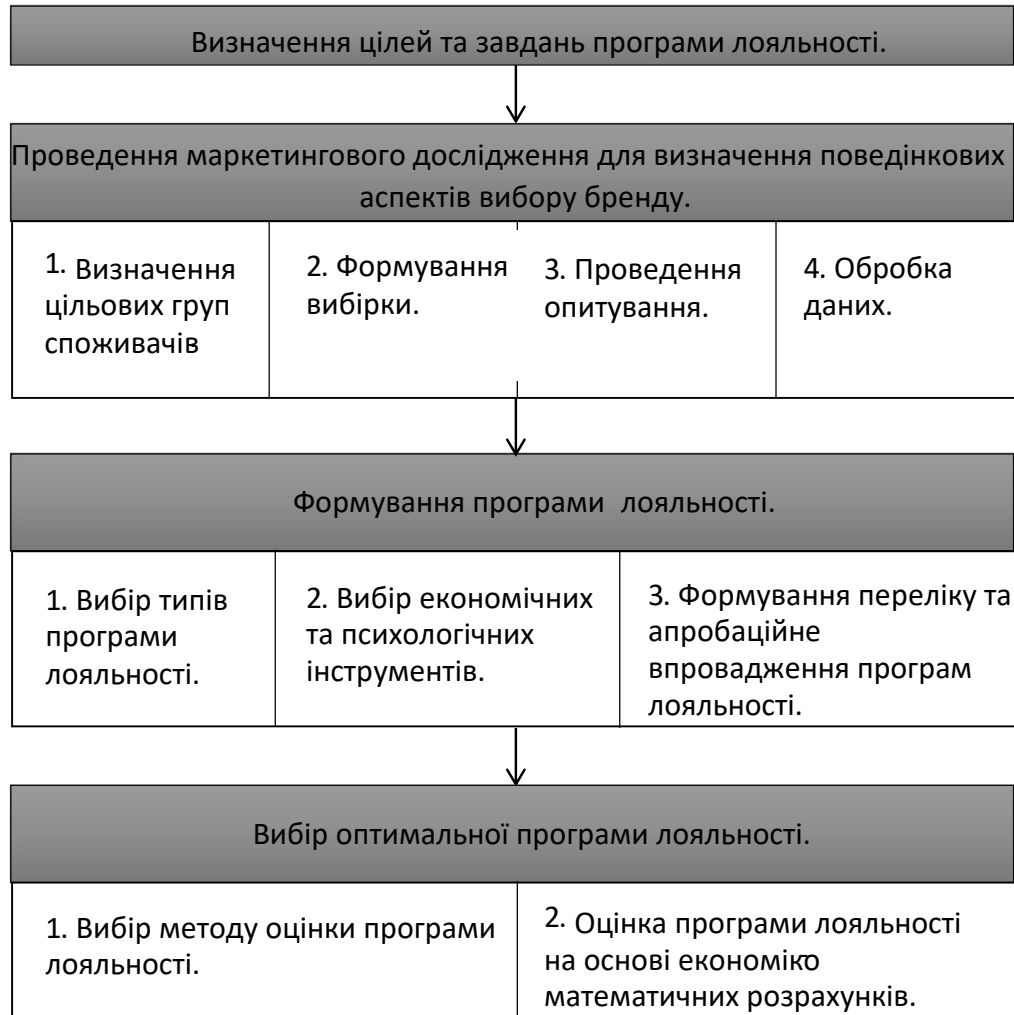 Визначення цілей та завдань програми лояльності.
Проведення маркетингового дослідження для визначення поведінкових
аспектів вибору бренду.
1. Визначення
цільових груп
споживачів
2. Формування
вибірки.
3. Проведення
опитування.
4. Обробка
даних.
Формування програми лояльності.
1. Вибір типів
програми
лояльності.
2. Вибір економічних
та психологічних
інструментів.
3. Формування переліку та
апробаційне
впровадження програм
лояльності.
Вибір оптимальної програми лояльності.
1. Вибір методу оцінки програми
лояльності.
2. Оцінка програми лояльності
на основі економіко
математичних розрахунків.